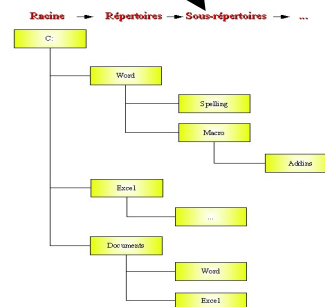 Racine Répertoires Sous-répertoires ...
C:
Word
Spelling
Macro
Addins
Excel
...
Documents
Word
Excel